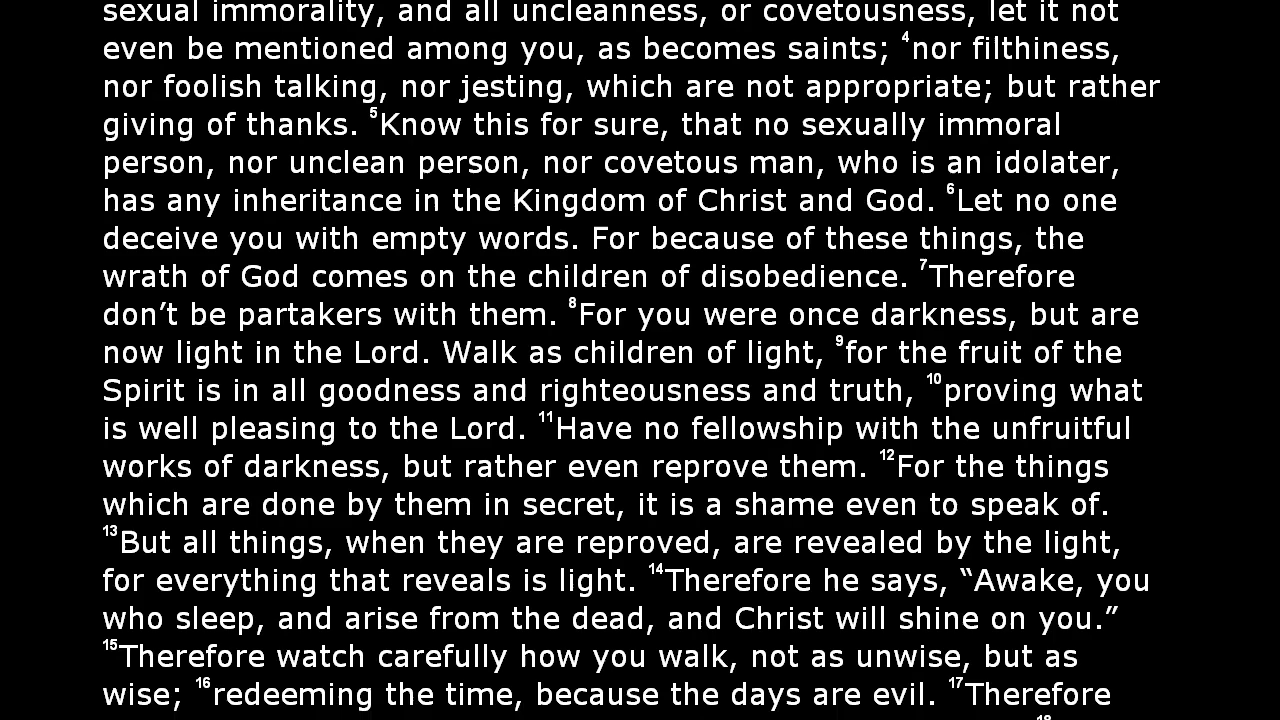 sexual immorality, and all uncleanness, or covetousness, let it not
even be mentioned among you, as becomes saints; 4nor filthiness,
nor foolish talking, nor jesting, which are not appropriate; but rather
giving of thanks. 5Know this for sure, that no sexually immoral
person, nor unclean person, nor covetous man, who is an idolater,
has any inheritance in the Kingdom of Christ and God. 6Let no one
deceive you with empty words. For because of these things, the
wrath of God comes on the children of disobedience. 7Therefore
don’t be partakers with them. 8For you were once darkness, but are
now light in the Lord. Walk as children of light, 9for the fruit of the
Spirit is in all goodness and righteousness and truth, 10proving what
is well pleasing to the Lord. 11Have no fellowship with the unfruitful
works of darkness, but rather even reprove them. 12For the things
which are done by them in secret, it is a shame even to speak of.
13But all things, when they are reproved, are revealed by the light,
for everything that reveals is light. 14Therefore he says, “Awake, you
who sleep, and arise from the dead, and Christ will shine on you.”
15Therefore watch carefully how you walk, not as unwise, but as
wise; 16redeeming the time, because the days are evil. 17Therefore
18